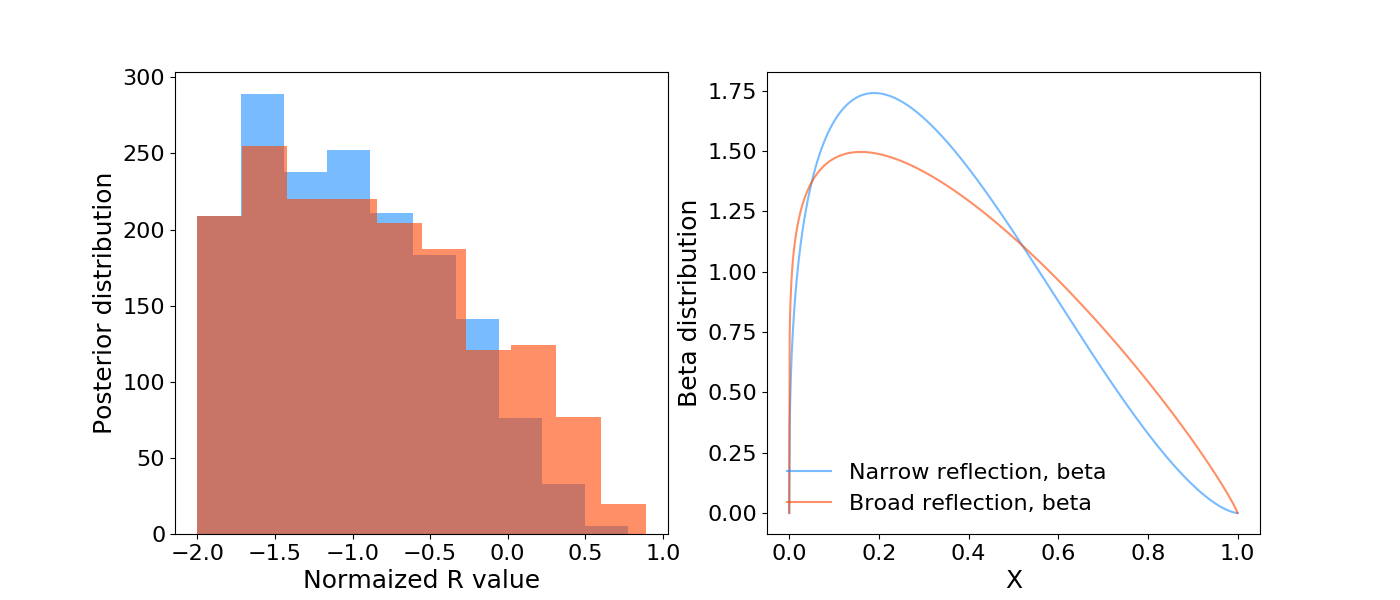 300
250
200
150
100
50
0
Posterior distribution
−2.0 −1.5 −1.0 −0.5 0.0 0.5 1.0
Normaized R value
1.75
1.50
1.25
1.00
0.75
0.50
0.25
0.00
Beta distribution
Narrow reflection, beta
Broad reflection, beta
0.0 0.2 0.4 0.6 0.8 1.0
X